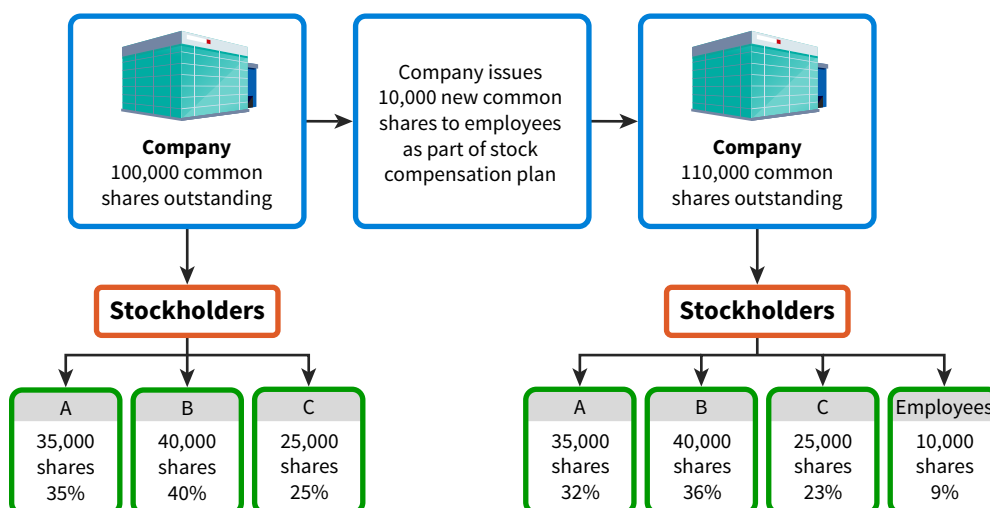 Company
100,000 common
shares outstanding
Company issues
10,000 new common
shares to employees
as part of stock
compensation plan
Company
110,000 common
shares outstanding
Stockholders
Stockholders
A
35,000
shares
35%
B
40,000
shares
40%
C
25,000
shares
25%
A
35,000
shares
32%
B
40,000
shares
36%
C
25,000
shares
23%
Employees
10,000
shares
9%